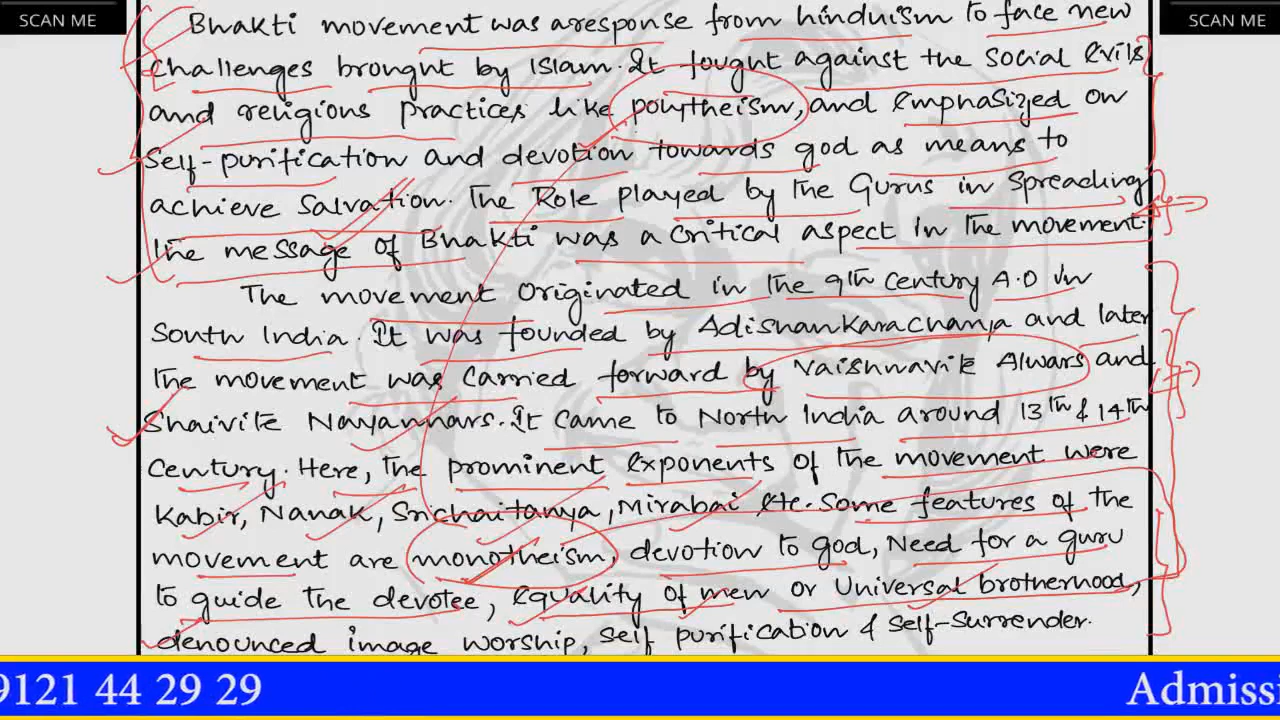 SCAN ME
SCAN ME
Bhakti movement was aresponse from hinduism to face new
challenges brought by Islam. It fought against the social Evils
and religious practices like polytheism, and Emphasized on
Self-purification and devotion towards god as means to
achieve Salvation. The Role played by the Gurus in Spreading
the message of Bhakti was a critical aspect in the movement.
The movement originated in the 9th century A.D in
South India. It was founded by Adishankarachanya and later
the movement was carried forward by Vaishnavite Alwars and
Shaivite Nayannars. It came to North India around 13th & 14th
Century. Here, the prominent exponents of the movement were
Kabir, Nanak, Srichaitanya, Mirabai etc. Some features of the
movement are monotheism, devotion to god, Need for a guru
to guide the devotee, equality of men or Universal brotherhood,
denounced image worship, self purification & self-surrender.
9121 44 29 29
Admissi